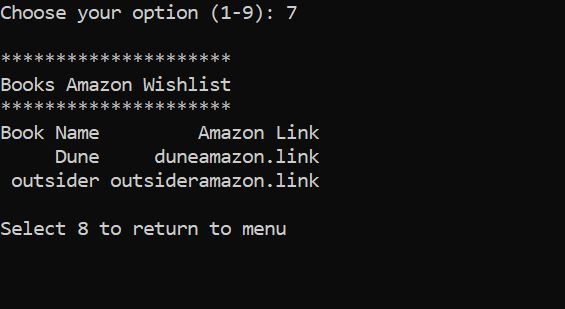 Choose your option (1-9): 7
*********************
Books Amazon Wishlist
*********************
Book Name         Amazon Link
     Dune     duneamazon.link
 outsider outsideramazon.link
Select 8 to return to menu